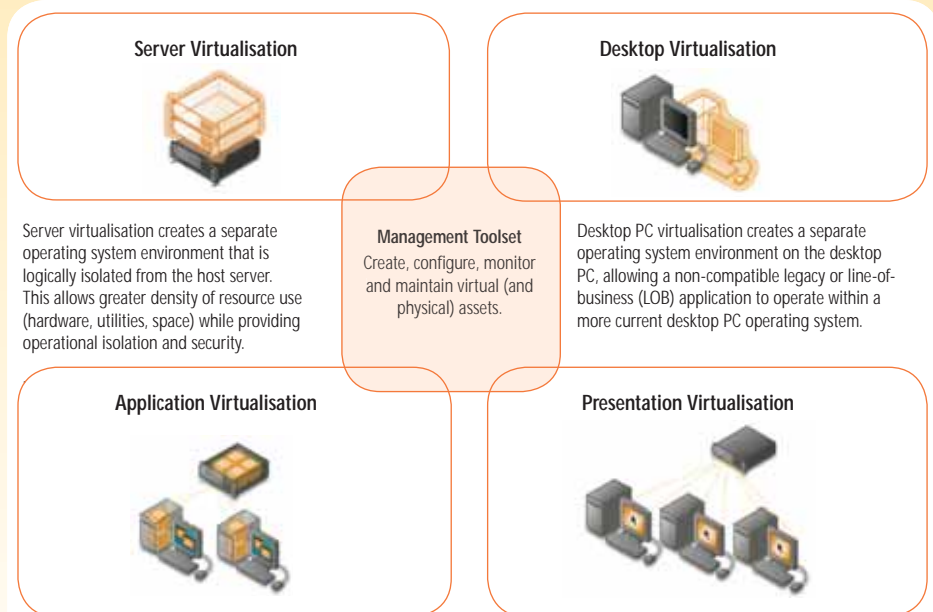 Server Virtualisation
Desktop Virtualisation
Server virtualisation creates a separate
operating system environment that is
logically isolated from the host server.
This allows greater density of resource use
(hardware, utilities, space) while providing
operational isolation and security.
Management Toolset
Create, configure, monitor
and maintain virtual (and
physical) assets.
Desktop PC virtualisation creates a separate
operating system environment on the desktop
PC, allowing a non-compatible legacy or line-of-
business (LOB) application to operate within a
more current desktop PC operating system.
Application Virtualisation
Presentation Virtualisation